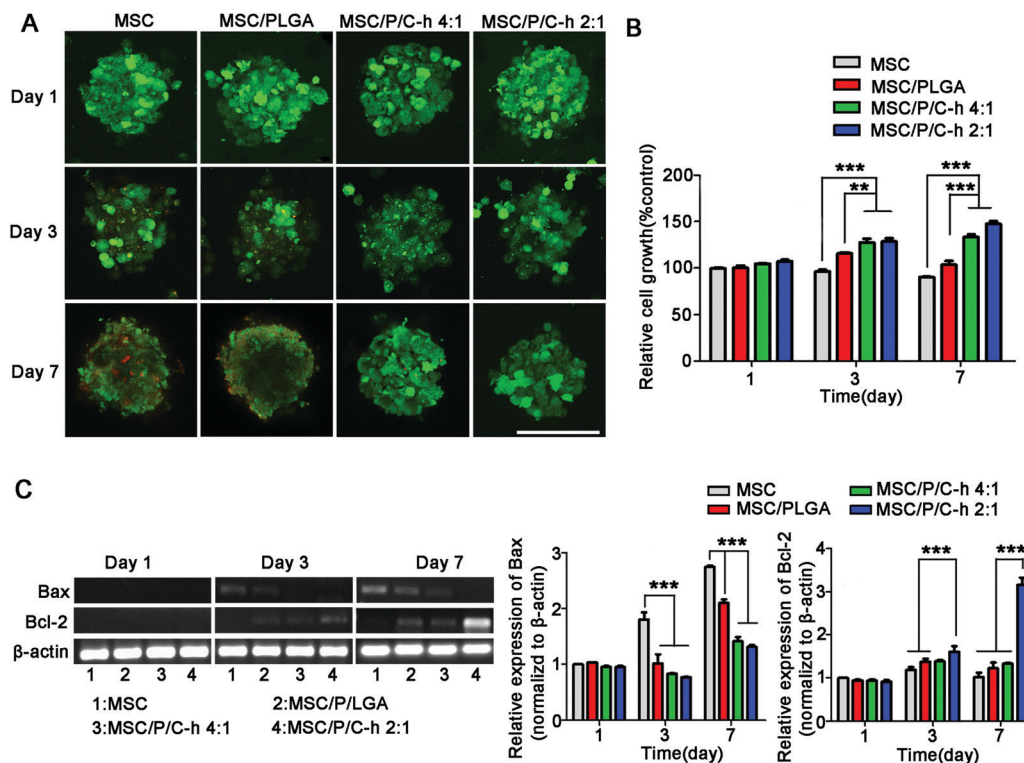 A
MSC MSC/PLGA MSC/P/C-h 4:1 MSC/P/C-h 2:1
Day 1
Day 3
Day 7
B
MSC
MSC/PLGA
MSC/P/C-h 4:1
MSC/P/C-h 2:1
Relative cell growth(%control)
200
150
100
50
0
*** ** *** ***
1 3 7
Time(day)
C
Day 1 Day 3 Day 7
Bax
Bcl-2
β-actin
1 2 3 4 1 2 3 4 1 2 3 4
1:MSC 2:MSC/P/LGA
3:MSC/P/C-h 4:1 4:MSC/P/C-h 2:1
MSC MSC/P/C-h 4:1
MSC/PLGA MSC/P/C-h 2:1
Relative expression of Bax
(normalizd to β-actin)
3
2
1
0
*** ***
1 3 7
Time(day)
Relative expression of Bcl-2
(normalizd to β-actin)
4
3
2
1
0
*** ***
1 3 7
Time(day)